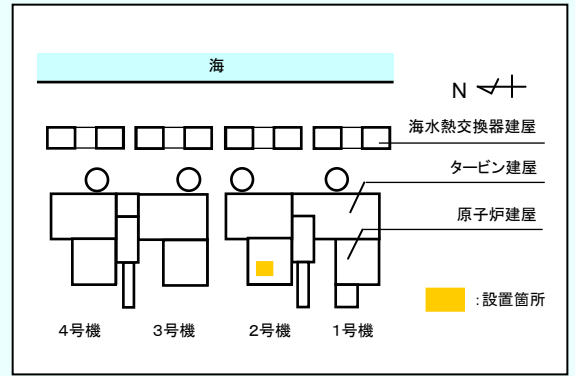 海
N
海水熱交換器建屋
タービン建屋
原子炉建屋
:設置箇所
4号機 3号機 2号機 1号機